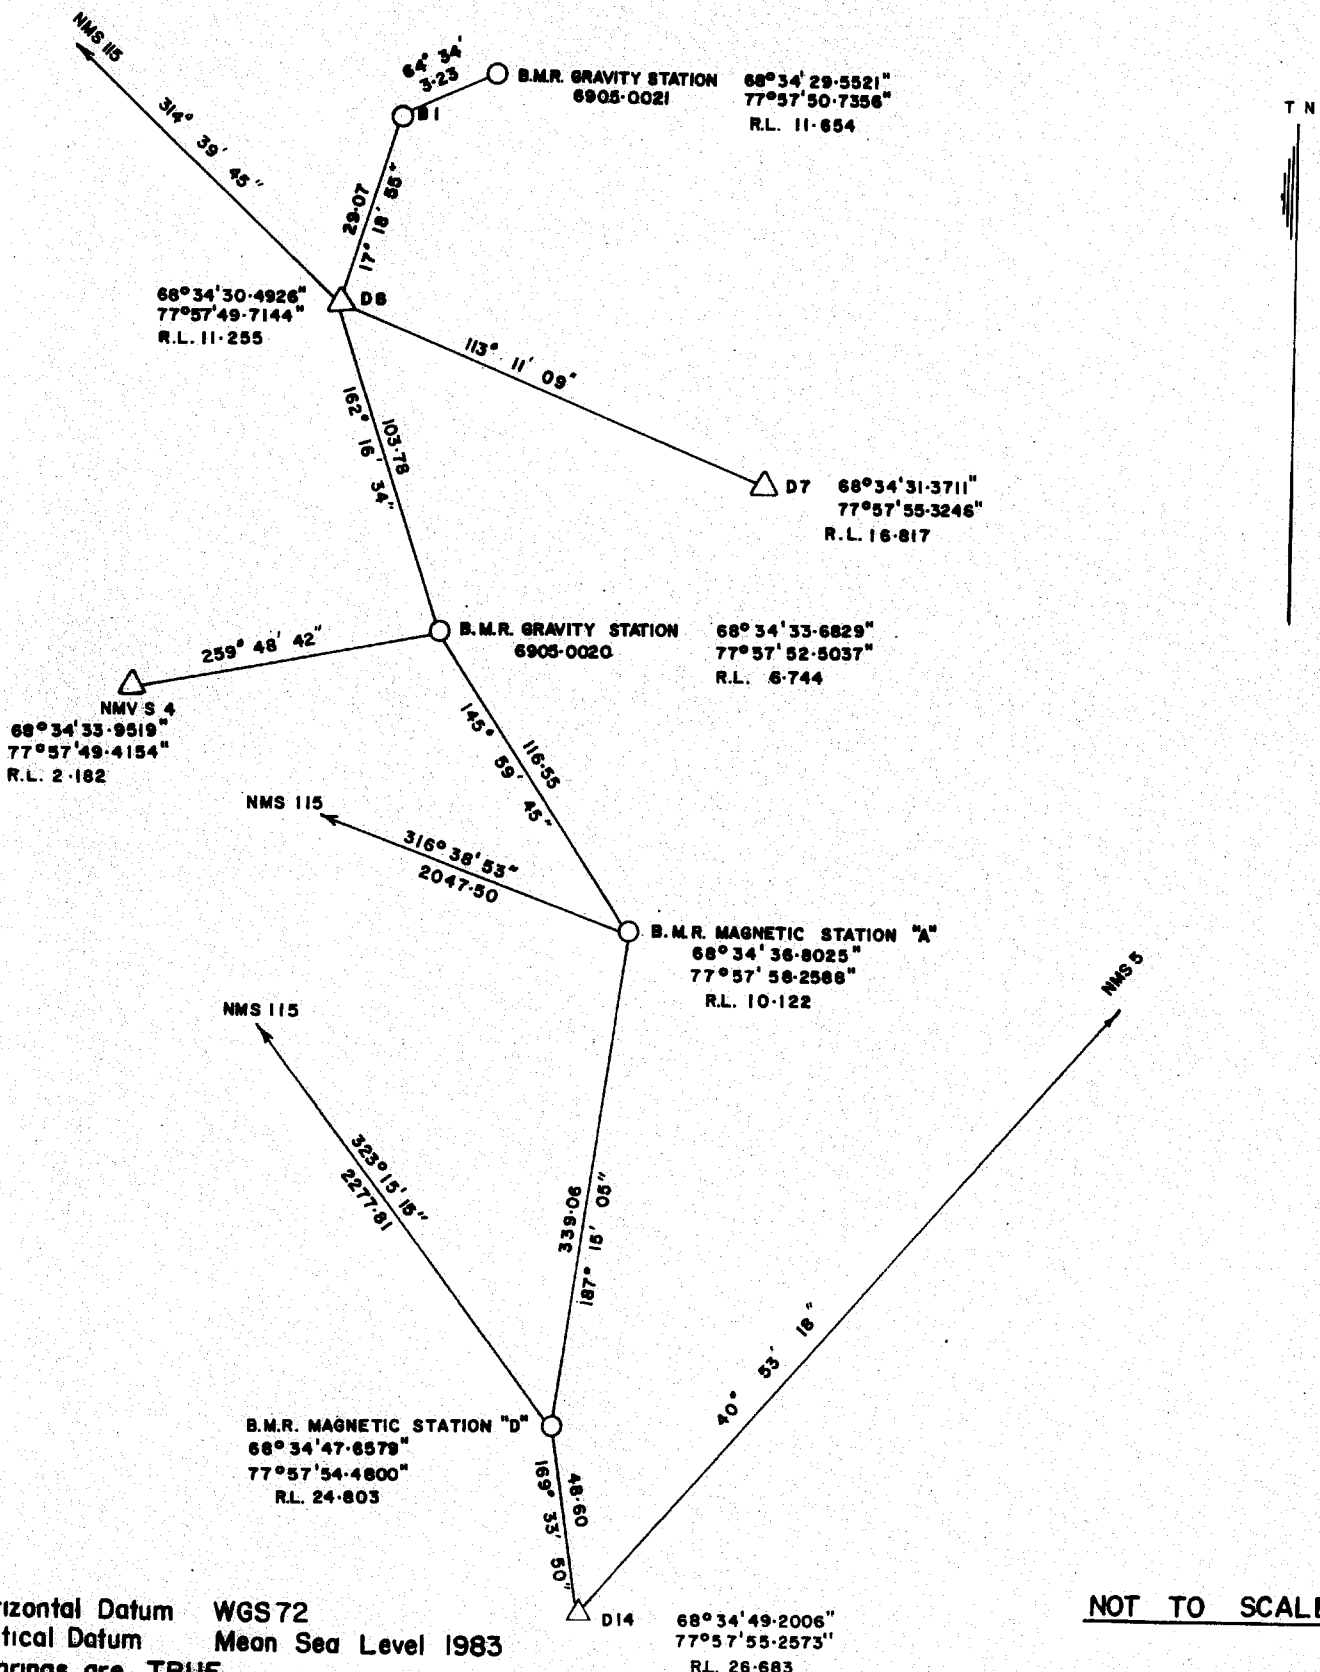 NMS 115
64° 34'
3·23
B.M.R. GRAVITY STATION
6905·0021
68°34'29·5521"
77°57'50·7356"
R.L. 11·654
T N
314° 39' 45"
29·07
17° 18' 55"
68°34'30·4926"
77°57'49·7144"
R.L. 11·255
113° 11' 09"
103·78
162° 16' 34"
D7
68°34'31·3711"
77°57'55·3246"
R.L. 16·817
B.M.R. GRAVITY STATION
6905·0020
68°34'33·6829"
77°57'52·5037"
R.L. 6·744
259° 48' 42"
NMV S 4
68°34'33·9519"
77°57'49·4154"
R.L. 2·182
116·55
145° 59' 45"
NMS 115
316° 38' 53"
2047·50
B.M.R. MAGNETIC STATION "A"
68°34'36·8025"
77°57'58·2588"
R.L. 10·122
NMS 5
NMS 115
323° 15' 15"
2277·81
339·06
187° 15' 05"
40° 53' 18"
B.M.R. MAGNETIC STATION "D"
68°34'47·6579"
77°57'54·4600"
R.L. 24·803
48·60
169° 33' 50"
D14
68°34'49·2006"
77°57'55·2573"
R.L. 26·683
rizontal Datum WGS 72
tical Datum Mean Sea Level 1983
arings are TRUE
NOT TO SCALE